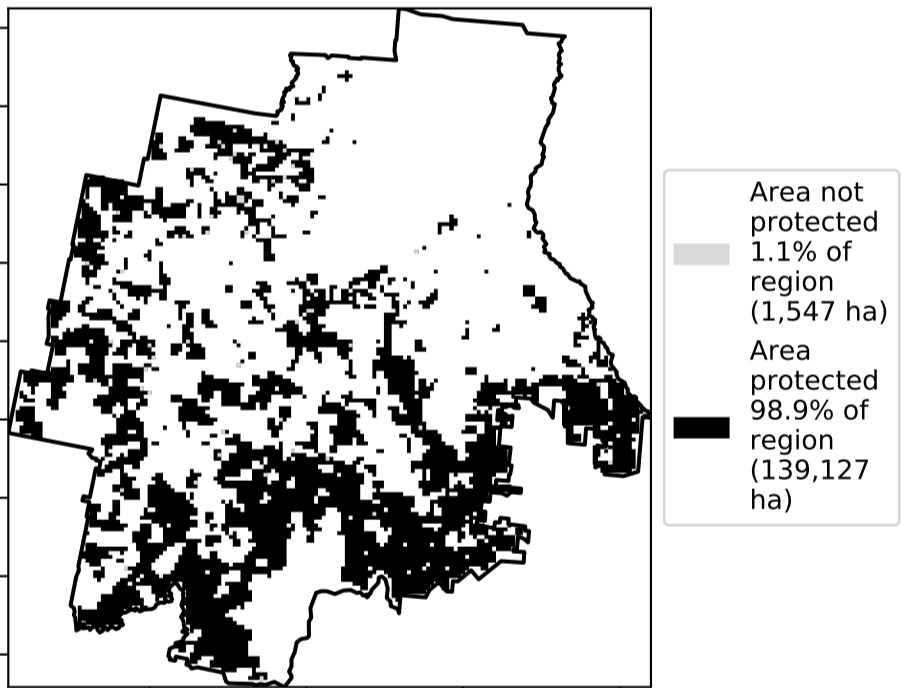 Area not
protected
1.1% of
region
(1,547 ha)
Area
protected
98.9% of
region
(139,127
ha)